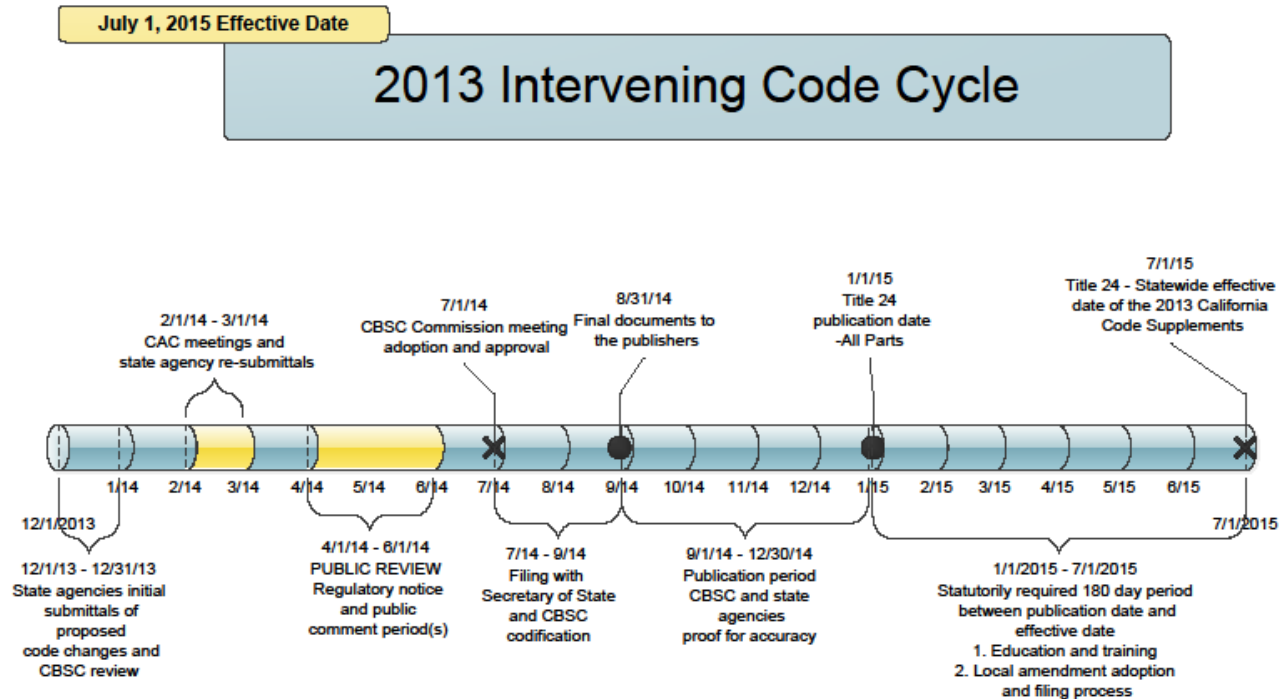 July 1, 2015 Effective Date
2013 Intervening Code Cycle
2/1/14 - 3/1/14
CAC meetings and
state agency re-submittals
7/1/14
CBSC Commission meeting
adoption and approval
8/31/14
Final documents to
the publishers
1/1/15
Title 24
publication date
-All Parts
7/1/15
Title 24 - Statewide effective
date of the 2013 California
Code Supplements
1/14
2/14
3/14
4/14
5/14
6/14
7/14
8/14
9/14
10/14
11/14
12/14
1/15
2/15
3/15
4/15
5/15
6/15
12/1/2013
7/1/2015
12/1/13 - 12/31/13
State agencies initial
submittals of
proposed
code changes and
CBSC review
4/1/14 - 6/1/14
PUBLIC REVIEW
Regulatory notice
and public
comment period(s)
7/14 - 9/14
Filing with
Secretary of State
and CBSC
codification
9/1/14 - 12/30/14
Publication period
CBSC and state
agencies
proof for accuracy
1/1/2015 - 7/1/2015
Statutorily required 180 day period
between publication date and
effective date
1. Education and training
2. Local amendment adoption
and filing process